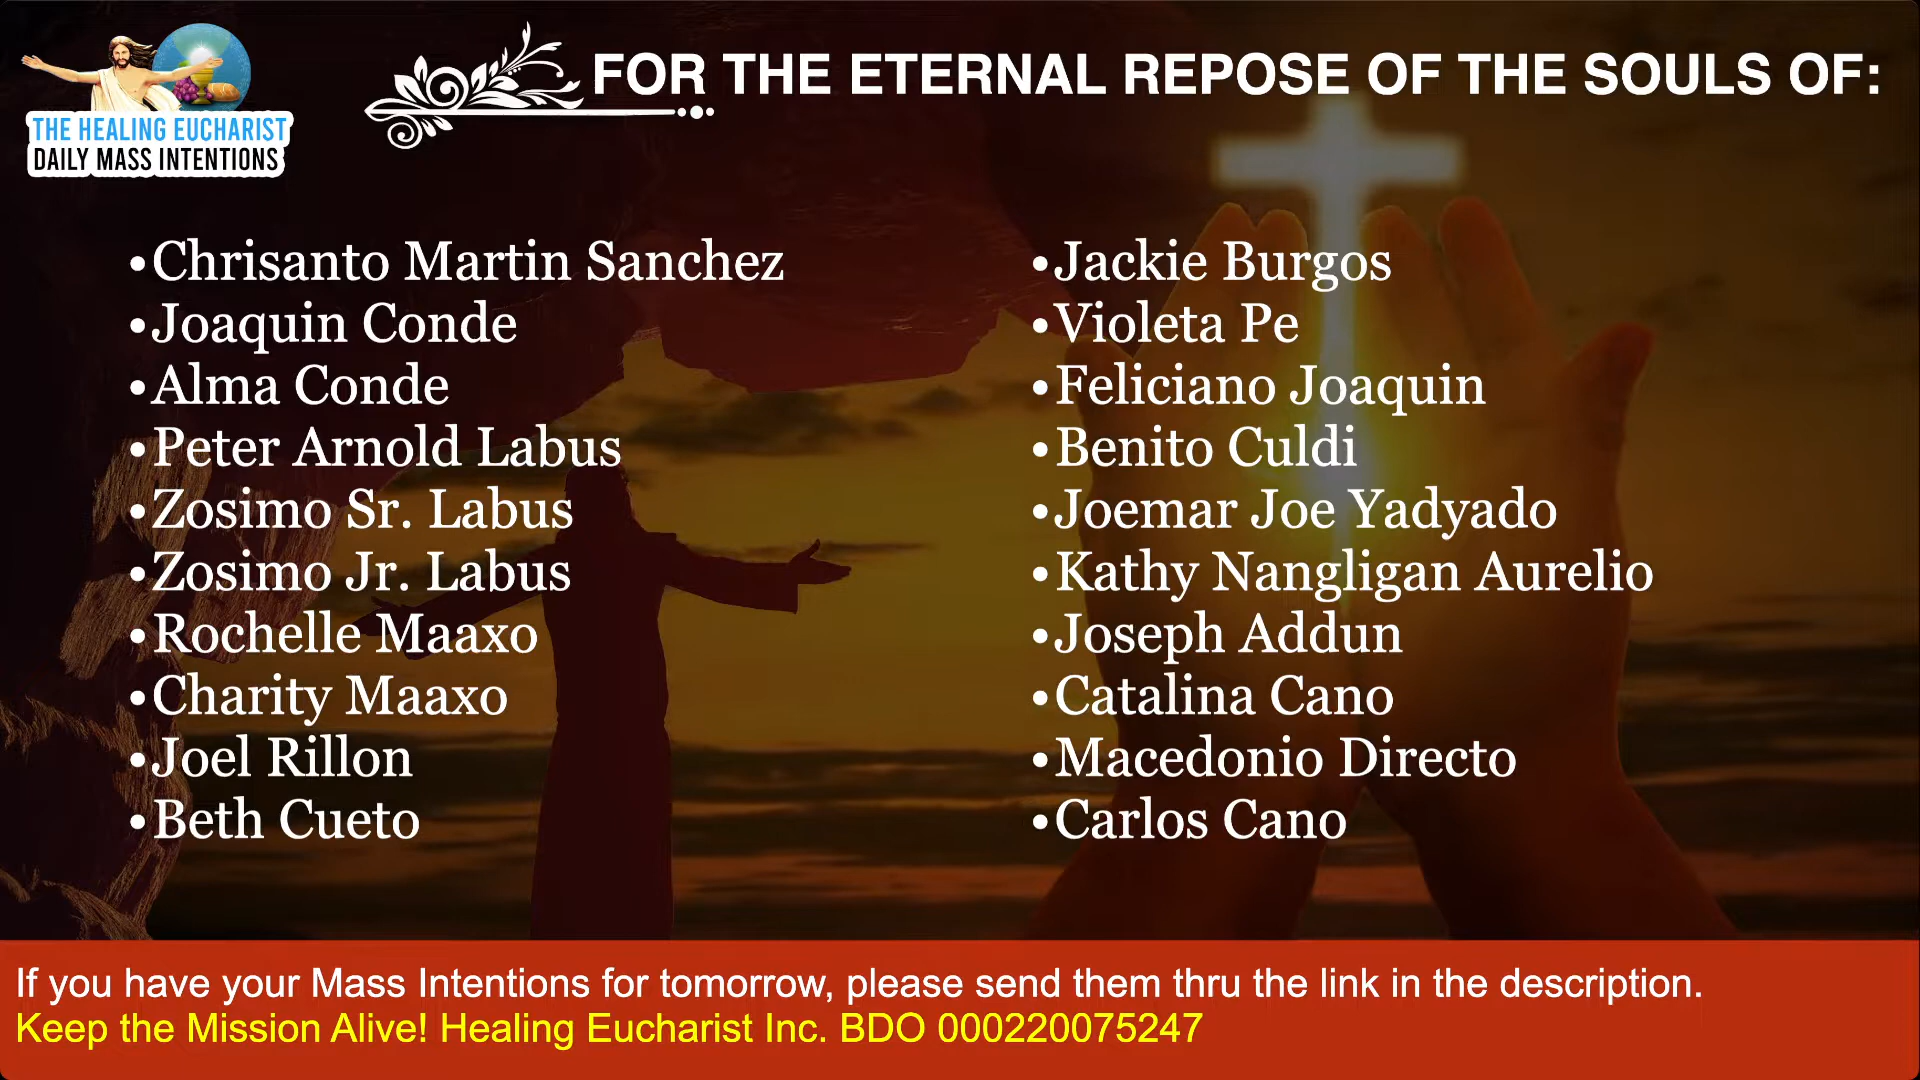 THE HEALING EUCHARIST
DAILY MASS INTENTIONS
FOR THE ETERNAL REPOSE OF THE SOULS OF:
•Chrisanto Martin Sanchez
•Joaquin Conde
•Alma Conde
•Peter Arnold Labus
•Zosimo Sr. Labus
•Zosimo Jr. Labus
•Rochelle Maaxo
•Charity Maaxo
•Joel Rillon
•Beth Cueto
•Jackie Burgos
•Violeta Pe
•Feliciano Joaquin
•Benito Culdi
•Joemar Joe Yadyado
•Kathy Nangligan Aurelio
•Joseph Addun
•Catalina Cano
•Macedonio Directo
•Carlos Cano
If you have your Mass Intentions for tomorrow, please send them thru the link in the description.
Keep the Mission Alive! Healing Eucharist Inc. BDO 000220075247